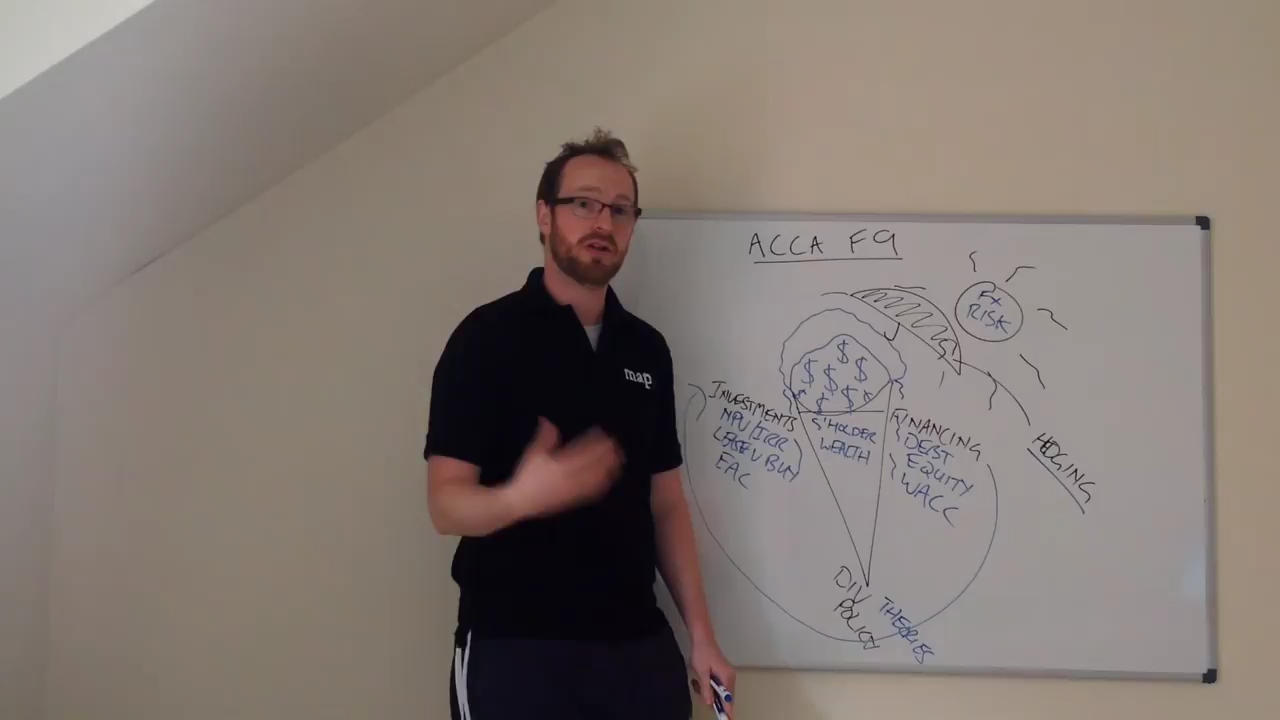 ACCA F9
FX
RISK
$ $
$ $ $
$ $ $ $
S'HOLDER
WEALTH
INVESTMENTS
NPV/IRR
LEASE V BUY
EAC
FINANCING
DEBT
EQUITY
WACC
HEDGING
DIV
POLICY
THEORIES
map